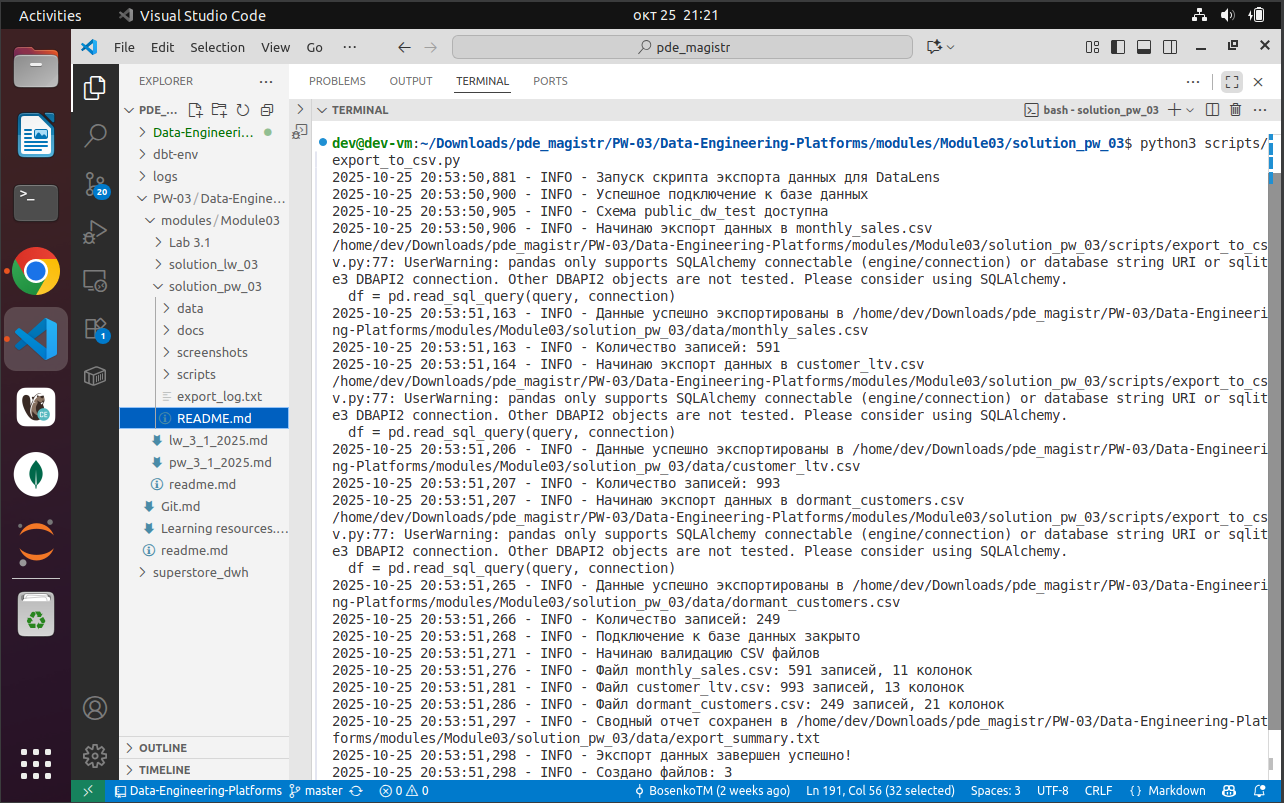 Activities
Visual Studio Code
окт 25 21:21
File Edit Selection View Go ···
pde_magistr
EXPLORER
PROBLEMS OUTPUT TERMINAL PORTS
PDE_...
Data-Engineeri...
dbt-env
logs
PW-03 / Data-Engine...
modules / Module03
Lab 3.1
solution_lw_03
solution_pw_03
data
docs
screenshots
scripts
export_log.txt
README.md
lw_3_1_2025.md
pw_3_1_2025.md
readme.md
Git.md
Learning resources....
readme.md
superstore_dwh
OUTLINE
TIMELINE
20
1
TERMINAL
bash - solution_pw_03
dev@dev-vm:~/Downloads/pde_magistr/PW-03/Data-Engineering-Platforms/modules/Module03/solution_pw_03$ python3 scripts/
export_to_csv.py
2025-10-25 20:53:50,881 - INFO - Запуск скрипта экспорта данных для DataLens
2025-10-25 20:53:50,900 - INFO - Успешное подключение к базе данных
2025-10-25 20:53:50,905 - INFO - Схема public_dw_test доступна
2025-10-25 20:53:50,906 - INFO - Начинаю экспорт данных в monthly_sales.csv
/home/dev/Downloads/pde_magistr/PW-03/Data-Engineering-Platforms/modules/Module03/solution_pw_03/scripts/export_to_cs
v.py:77: UserWarning: pandas only supports SQLAlchemy connectable (engine/connection) or database string URI or sqlit
e3 DBAPI2 connection. Other DBAPI2 objects are not tested. Please consider using SQLAlchemy.
df = pd.read_sql_query(query, connection)
2025-10-25 20:53:51,163 - INFO - Данные успешно экспортированы в /home/dev/Downloads/pde_magistr/PW-03/Data-Engineeri
ng-Platforms/modules/Module03/solution_pw_03/data/monthly_sales.csv
2025-10-25 20:53:51,163 - INFO - Количество записей: 591
2025-10-25 20:53:51,164 - INFO - Начинаю экспорт данных в customer_ltv.csv
/home/dev/Downloads/pde_magistr/PW-03/Data-Engineering-Platforms/modules/Module03/solution_pw_03/scripts/export_to_cs
v.py:77: UserWarning: pandas only supports SQLAlchemy connectable (engine/connection) or database string URI or sqlit
e3 DBAPI2 connection. Other DBAPI2 objects are not tested. Please consider using SQLAlchemy.
df = pd.read_sql_query(query, connection)
2025-10-25 20:53:51,206 - INFO - Данные успешно экспортированы в /home/dev/Downloads/pde_magistr/PW-03/Data-Engineeri
ng-Platforms/modules/Module03/solution_pw_03/data/customer_ltv.csv
2025-10-25 20:53:51,207 - INFO - Количество записей: 993
2025-10-25 20:53:51,207 - INFO - Начинаю экспорт данных в dormant_customers.csv
/home/dev/Downloads/pde_magistr/PW-03/Data-Engineering-Platforms/modules/Module03/solution_pw_03/scripts/export_to_cs
v.py:77: UserWarning: pandas only supports SQLAlchemy connectable (engine/connection) or database string URI or sqlit
e3 DBAPI2 connection. Other DBAPI2 objects are not tested. Please consider using SQLAlchemy.
df = pd.read_sql_query(query, connection)
2025-10-25 20:53:51,265 - INFO - Данные успешно экспортированы в /home/dev/Downloads/pde_magistr/PW-03/Data-Engineeri
ng-Platforms/modules/Module03/solution_pw_03/data/dormant_customers.csv
2025-10-25 20:53:51,266 - INFO - Количество записей: 249
2025-10-25 20:53:51,268 - INFO - Подключение к базе данных закрыто
2025-10-25 20:53:51,271 - INFO - Начинаю валидацию CSV файлов
2025-10-25 20:53:51,276 - INFO - Файл monthly_sales.csv: 591 записей, 11 колонок
2025-10-25 20:53:51,281 - INFO - Файл customer_ltv.csv: 993 записей, 13 колонок
2025-10-25 20:53:51,286 - INFO - Файл dormant_customers.csv: 249 записей, 21 колонок
2025-10-25 20:53:51,297 - INFO - Сводный отчет сохранен в /home/dev/Downloads/pde_magistr/PW-03/Data-Engineering-Plat
forms/modules/Module03/solution_pw_03/data/export_summary.txt
2025-10-25 20:53:51,298 - INFO - Экспорт данных завершен успешно!
2025-10-25 20:53:51,298 - INFO - Создано файлов: 3
Data-Engineering-Platforms master 0 0 BosenkoTM (2 weeks ago) Ln 191, Col 56 (32 selected) Spaces: 3 UTF-8 CRLF {} Markdown